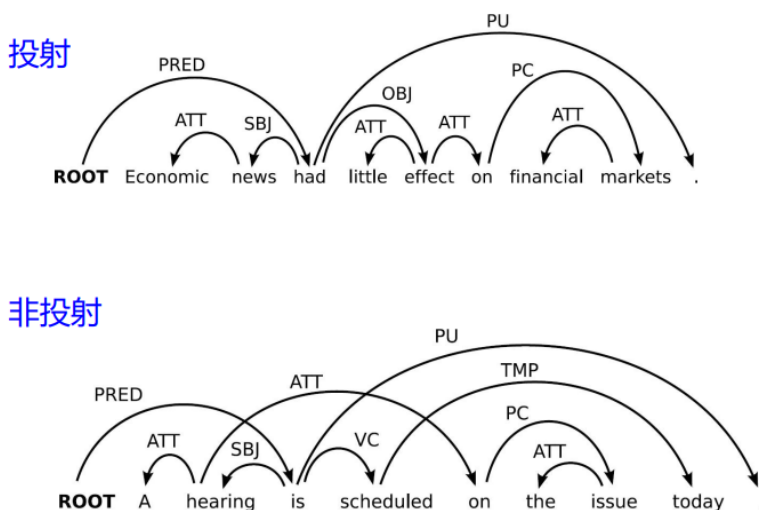 投射
PU
PRED
PC
OBJ
ATT
SBJ
ATT
ATT
ATT
ROOT Economic news had little effect on financial markets .
非投射
PU
TMP
ATT
PRED
PC
ATT
SBJ
VC
ATT
ROOT A hearing is scheduled on the issue today